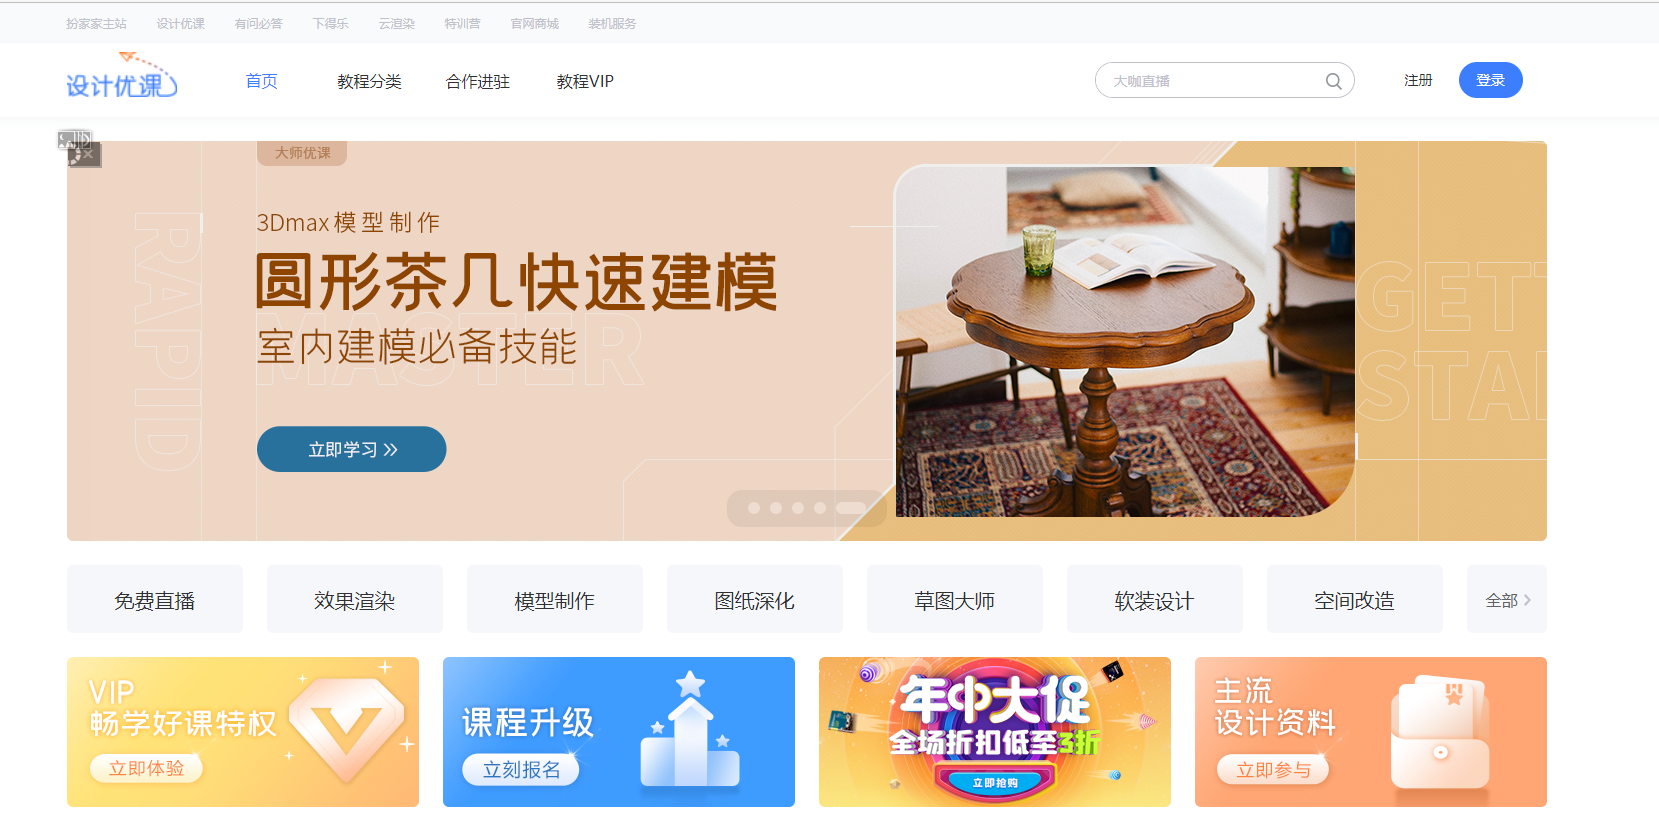 扮家家主站 设计优课 有问必答 下得乐 云渲染 特训营 官网商城 装机服务
设计优课 首页 教程分类 合作进驻 教程VIP 大咖直播 注册 登录
大师优课
3Dmax模型制作
圆形茶几快速建模
室内建模必备技能
MASTER
RAPID
GETT
STAI
立即学习
免费直播 效果渲染 模型制作 图纸深化 草图大师 软装设计 空间改造 全部
VIP
畅学好课特权
立即体验
课程升级
立刻报名
年中大促
全场折扣低至3折
立即抢购
主流
设计资料
立即参与